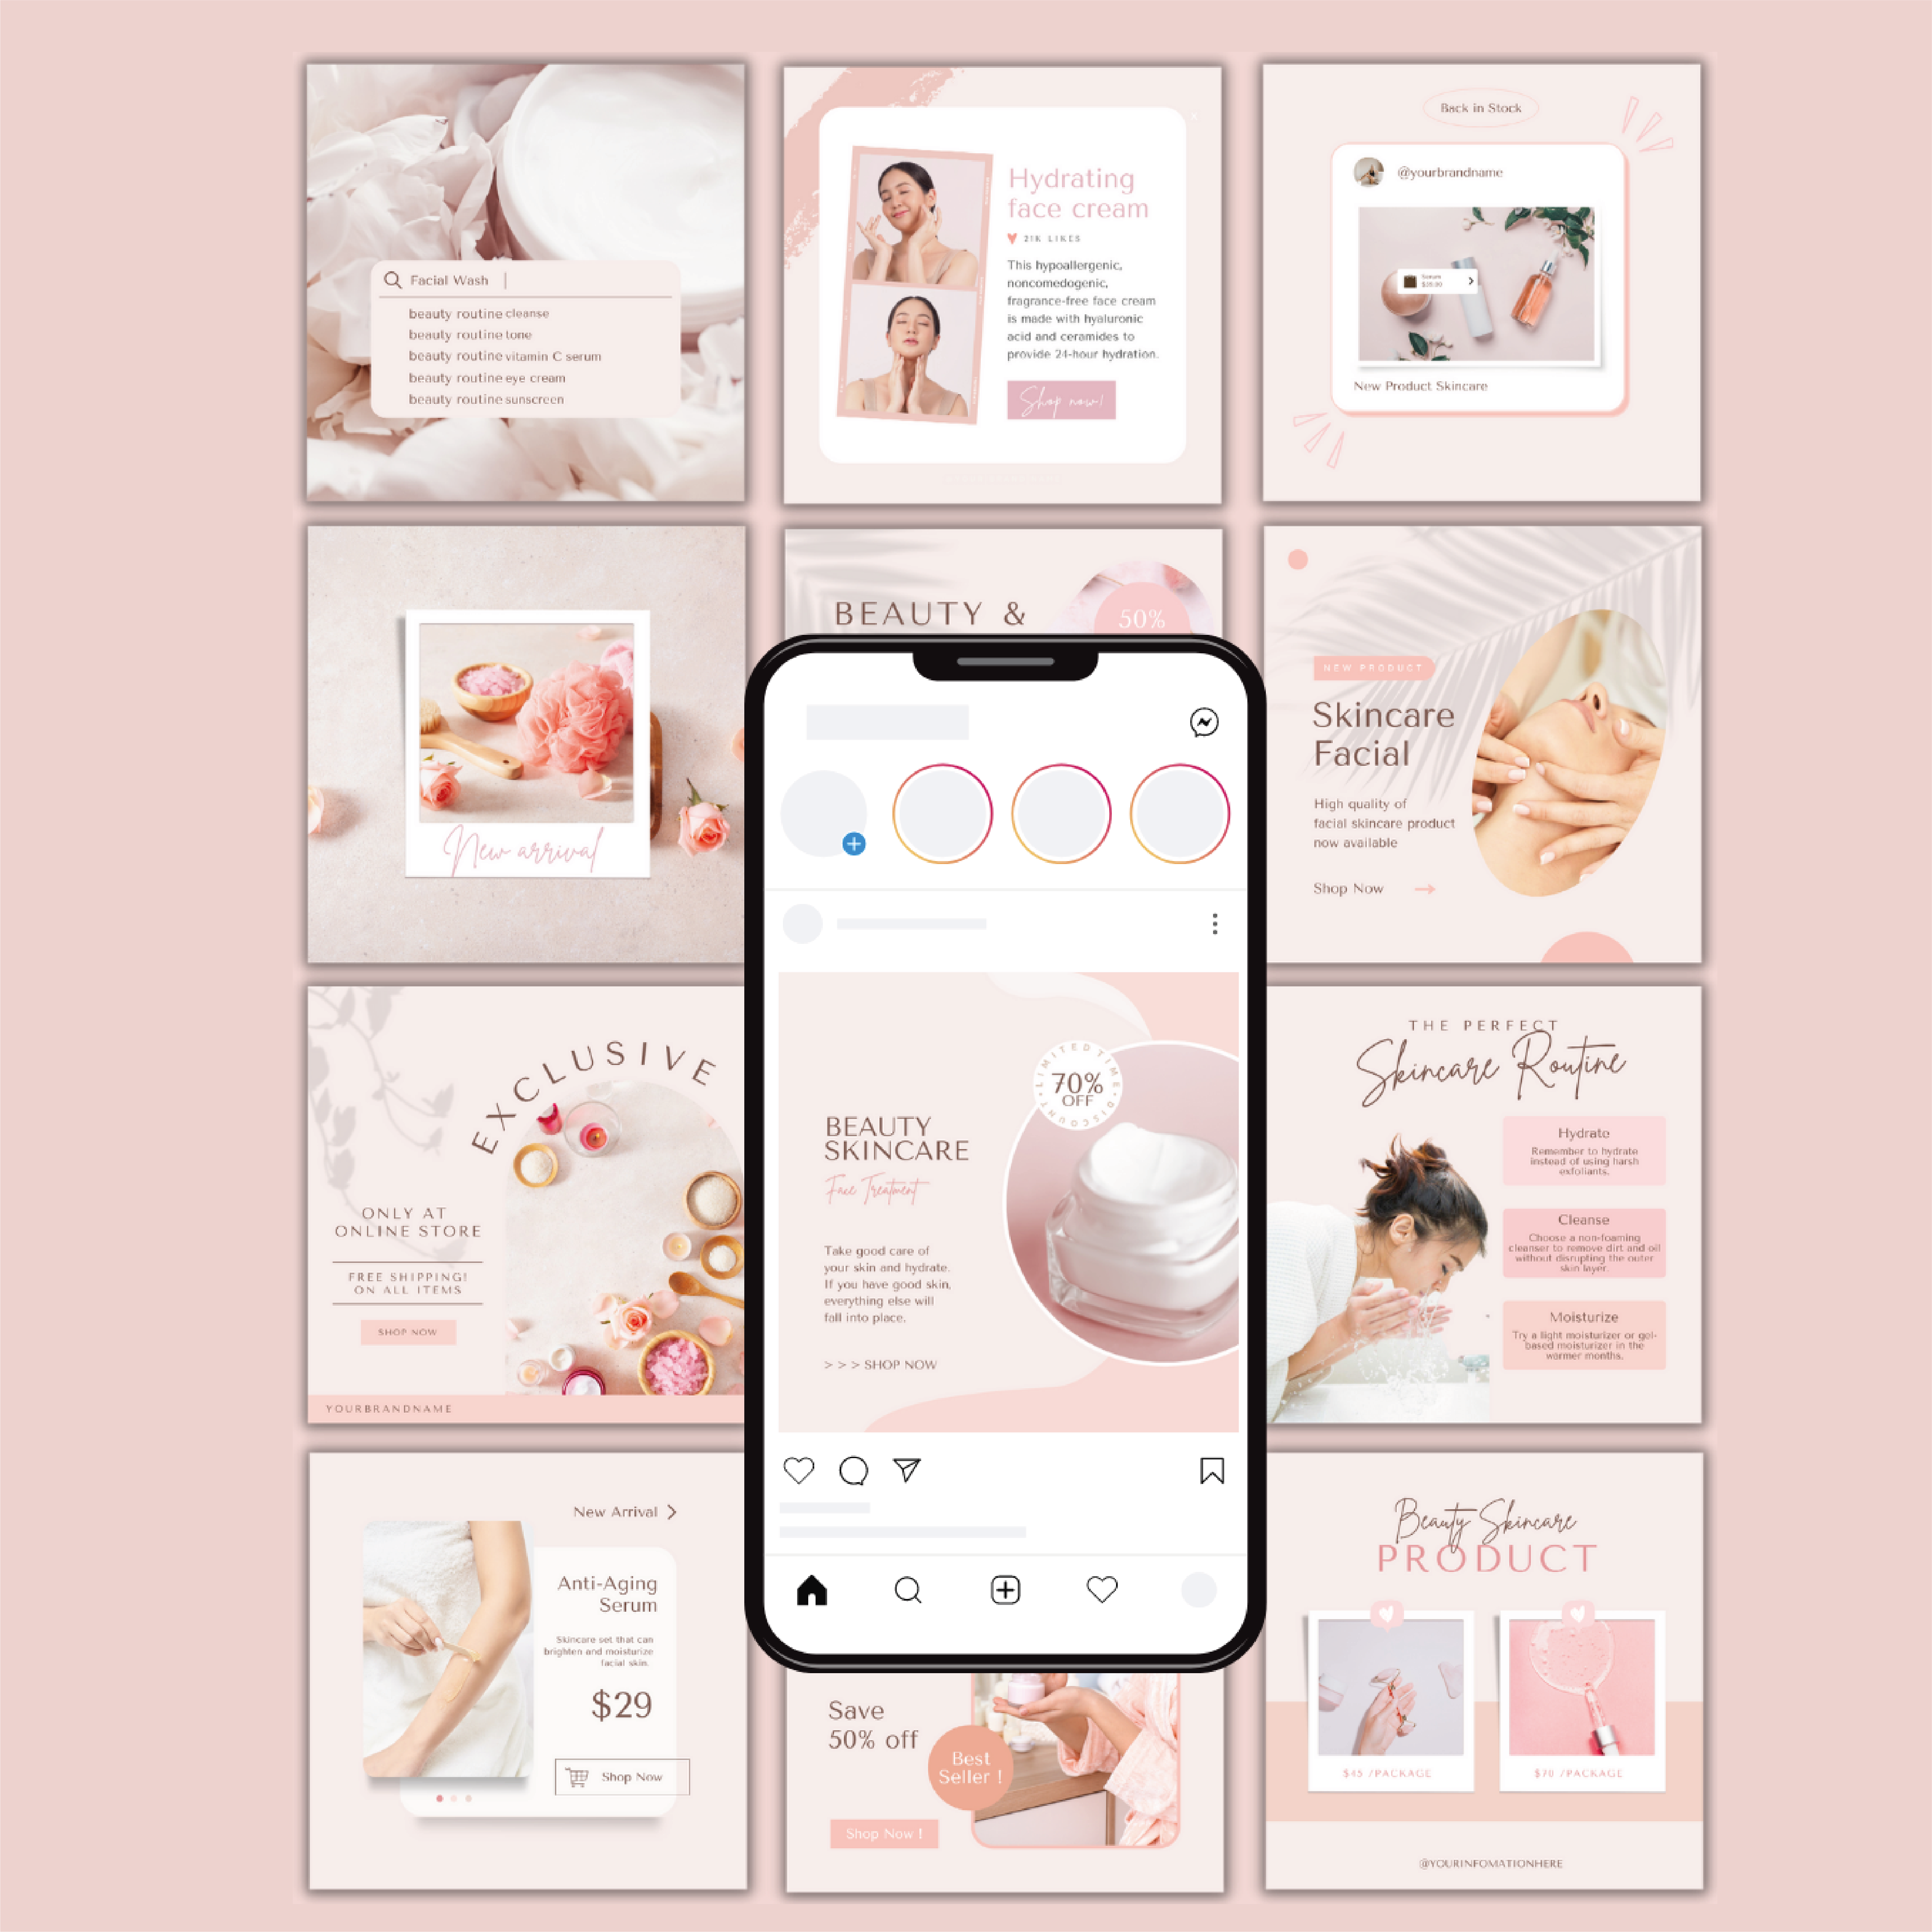 Facial Wash
beauty routine cleanse
beauty routine tone
beauty routine vitamin C serum
beauty routine eye cream
beauty routine sunscreen
Hydrating
face cream
21K LIKES
This hypoallergenic,
noncomedogenic,
fragrance-free face cream
is made with hyaluronic
acid and ceramides to
provide 24-hour hydration.
Shop now!
Back in Stock
@yourbrandname
Serum
$28.00
New Product Skincare
New arrival
BEAUTY &
50%
NEW PRODUCT
Skincare
Facial
High quality of
facial skincare product
now available
Shop Now
EXCLUSIVE
ONLY AT
ONLINE STORE
FREE SHIPPING!
ON ALL ITEMS
SHOP NOW
YOURBRANDNAME
LIMITED TIME
70%
OFF
DISCOUNT
BEAUTY
SKINCARE
Face Treatment
Take good care of
your skin and hydrate.
If you have good skin,
everything else will
fall into place.
> > > SHOP NOW
THE PERFECT
Skincare Routine
Hydrate
Remember to hydrate
instead of using harsh
exfoliants.
Cleanse
Choose a non-foaming
cleanser to remove dirt and oil
without disrupting the outer
skin layer.
Moisturize
Try a light moisturizer or gel-
based moisturizer in the
warmer months.
New Arrival
Anti-Aging
Serum
Skincare set that can
brighten and moisturize
facial skin.
$29
Shop Now
Save
50% off
Best
Seller !
Shop Now !
Beauty Skincare
PRODUCT
$45 /PACKAGE
$70 /PACKAGE
@YOURINFOMATIONHERE